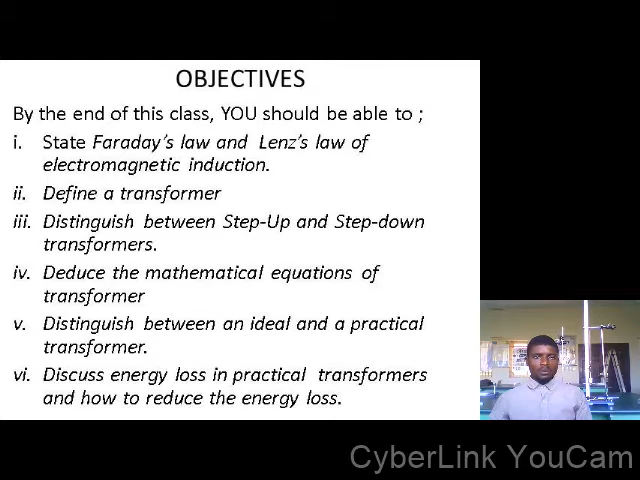 OBJECTIVES
By the end of this class, YOU should be able to ;
i. State Faraday's law and Lenz's law of
electromagnetic induction.
ii. Define a transformer
iii. Distinguish between Step-Up and Step-down
transformers.
iv. Deduce the mathematical equations of
transformer
v. Distinguish between an ideal and a practical
transformer.
vi. Discuss energy loss in practical transformers
and how to reduce the energy loss.
CyberLink YouCam